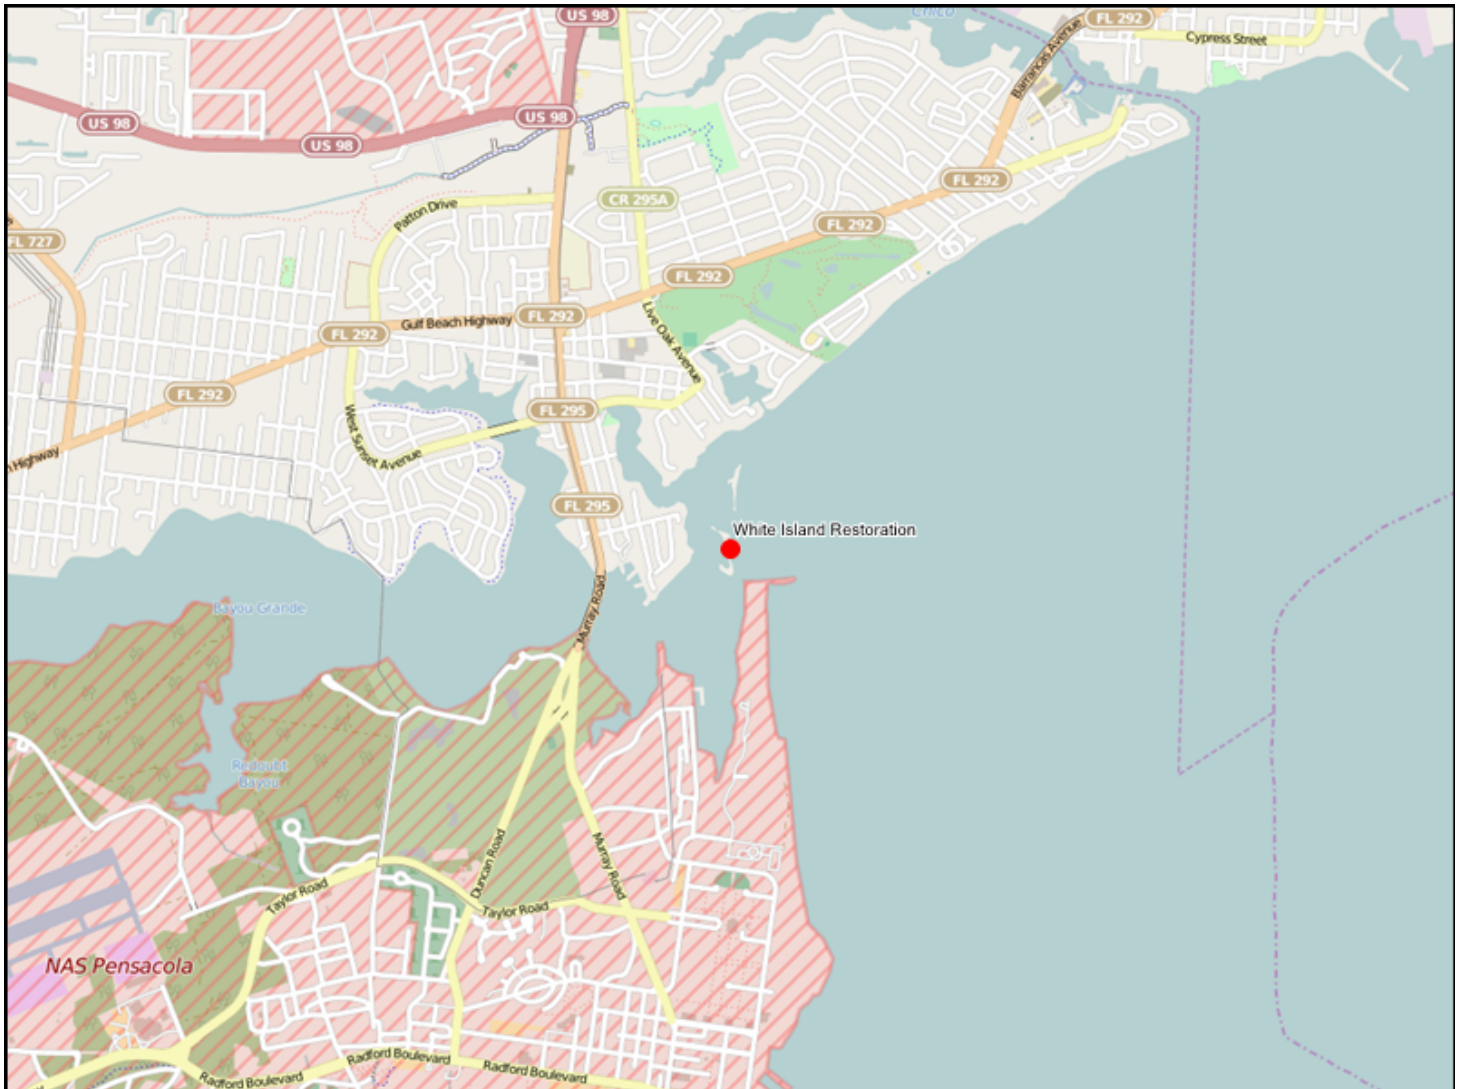 US 98
Chico
FL 292
Barrancas Avenue
Cypress Street
US 98
US 98
US 98
FL 292
CR 295A
Patton Drive
FL 292
FL 727
FL 292
Live Oak Avenue
FL 292
Gulf Beach Highway
FL 292
FL 292
FL 295
West Sunset Avenue
Highway
FL 295
White Island Restoration
Murray Road
Bayou Grande
Redoubt
Bayou
Duncan Road
Murray Road
Taylor Road
Taylor Road
NAS Pensacola
Radford Boulevard
Radford Boulevard
Radford Boulevard